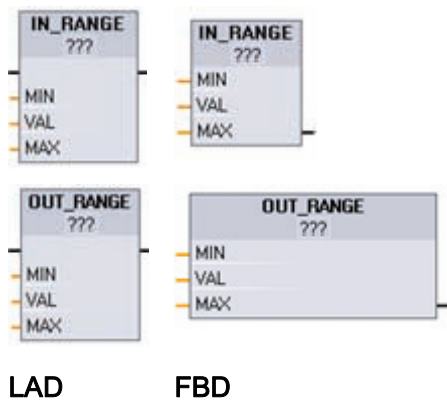 IN_RANGE
???
MIN
VAL
MAX
IN_RANGE
???
MIN
VAL
MAX
OUT_RANGE
???
MIN
VAL
MAX
OUT_RANGE
???
MIN
VAL
MAX
LAD FBD